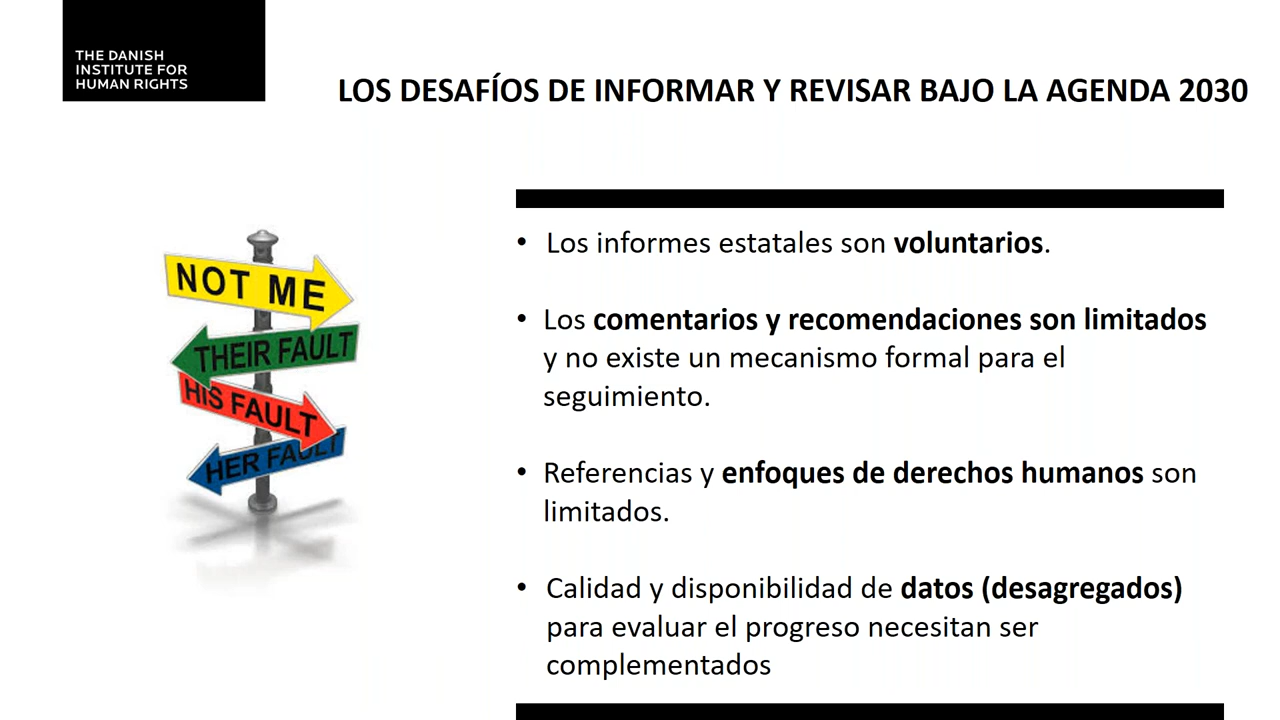 THE DANISH
INSTITUTE FOR
HUMAN RIGHTS
LOS DESAFÍOS DE INFORMAR Y REVISAR BAJO LA AGENDA 2030
NOT ME
THEIR FAULT
HIS FAULT
HER FAULT
• Los informes estatales son voluntarios.
• Los comentarios y recomendaciones son limitados
y no existe un mecanismo formal para el
seguimiento.
• Referencias y enfoques de derechos humanos son
limitados.
• Calidad y disponibilidad de datos (desagregados)
para evaluar el progreso necesitan ser
complementados